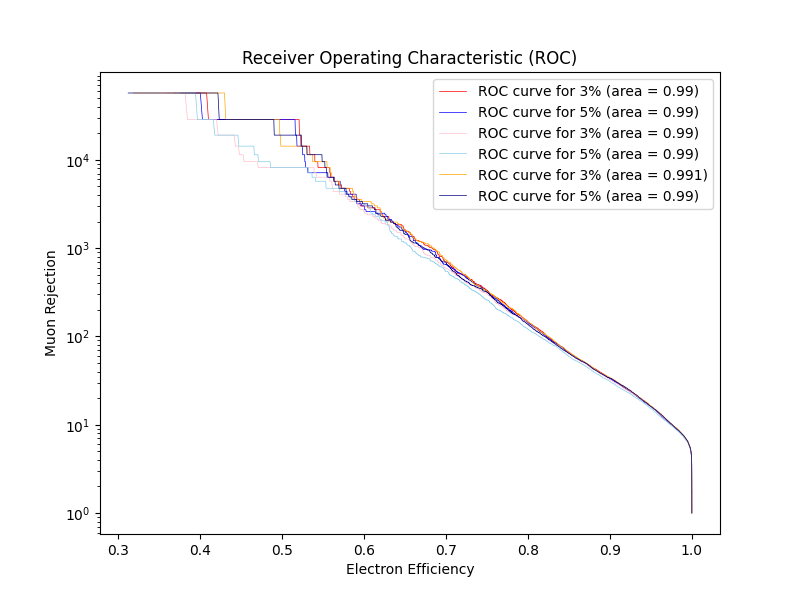 Receiver Operating Characteristic (ROC)
ROC curve for 3% (area = 0.99)
ROC curve for 5% (area = 0.99)
ROC curve for 3% (area = 0.99)
ROC curve for 5% (area = 0.99)
ROC curve for 3% (area = 0.991)
ROC curve for 5% (area = 0.99)
Muon Rejection
10⁴
10³
10²
10¹
10⁰
0.3 0.4 0.5 0.6 0.7 0.8 0.9 1.0
Electron Efficiency